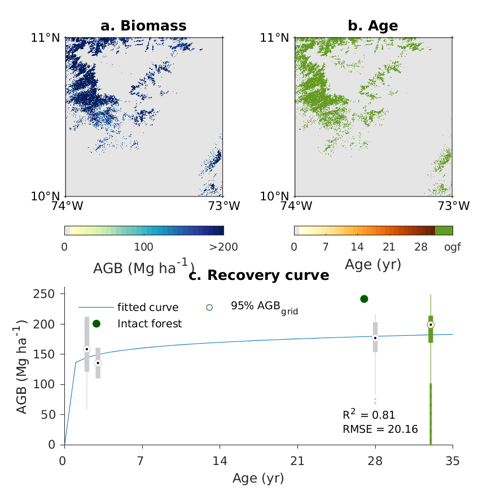 a. Biomass
b. Age
11°N
11°N
10°N
10°N
74°W
73°W
74°W
73°W
0
100
>200
0
7
14
21
28
ogf
AGB (Mg ha⁻¹)
Age (yr)
c. Recovery curve
250
200
150
100
50
0
AGB (Mg ha⁻¹)
fitted curve
95% AGB_grid
Intact forest
R² = 0.81
RMSE = 20.16
0
7
14
21
28
35
Age (yr)